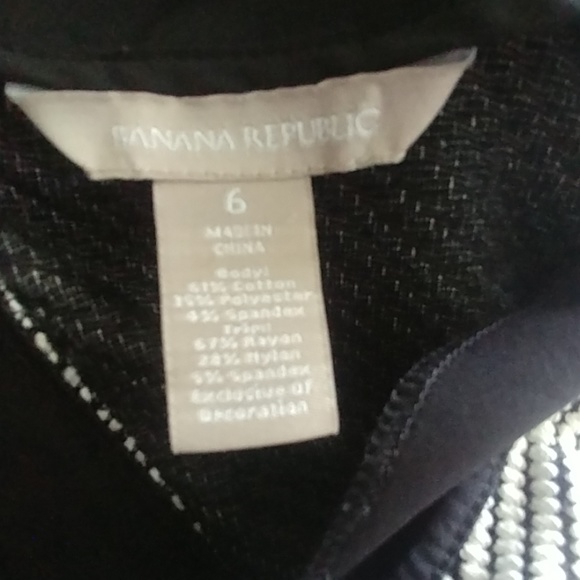 BANANA REPUBLIC
6
MADE IN
CHINA
Body:
61% Cotton
35% Polyester
4% Spandex
Trim:
67% Rayon
28% Nylon
5% Spandex
Exclusive Of
Decoration